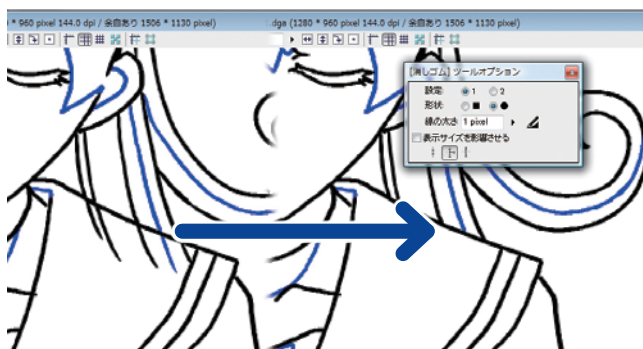 * 960 pixel 144.0 dpi / 余白あり 1506 * 1130 pixel)
.dga (1280 * 960 pixel 144.0 dpi / 余白あり 1506 * 1130 pixel)
[消しゴム] ツールオプション
設定: 1 2
形状:
線の太さ: 1 pixel
表示サイズを影響させる